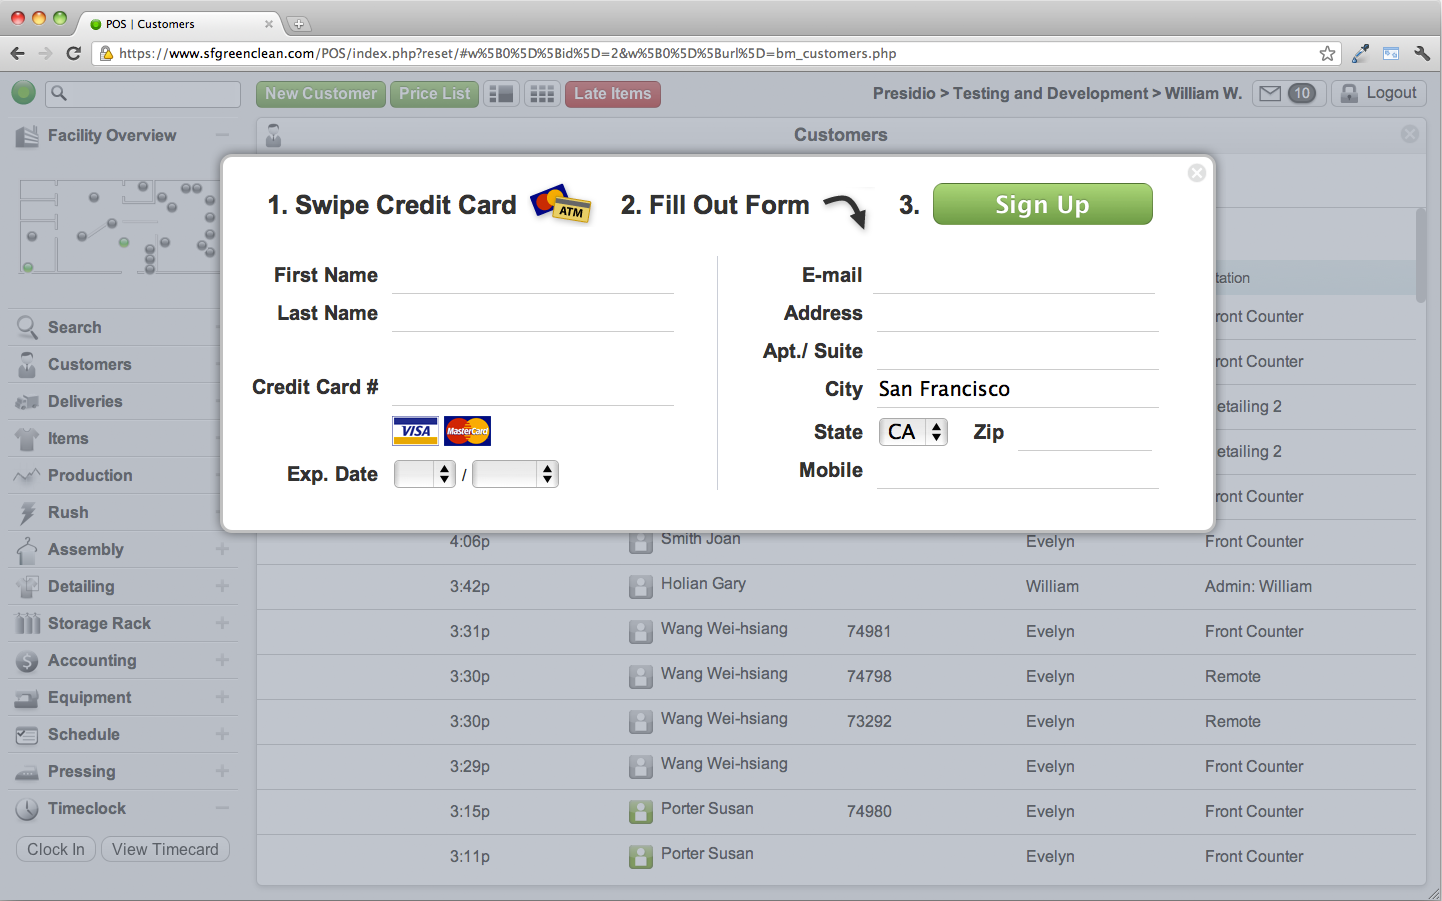 POS | Customers
https://www.sfgreenclean.com/POS/index.php?reset/#w%5B0%5D%5Bid%5D=2&w%5B0%5D%5Burl%5D=bm_customers.php
New Customer Price List Late Items Presidio > Testing and Development > William W. 10 Logout
Facility Overview
Customers
1. Swipe Credit Card ATM 2. Fill Out Form 3. Sign Up
First Name
Last Name
Credit Card #
VISA MasterCard
Exp. Date /
E-mail
Address
Apt./ Suite
City San Francisco
State CA Zip
Mobile
Search
Customers
Deliveries
Items
Production
Rush
Assembly
Detailing
Storage Rack
Accounting
Equipment
Schedule
Pressing
Timeclock
Clock In View Timecard
tation
ront Counter
ront Counter
etailing 2
etailing 2
ront Counter
4:06p Smith Joan Evelyn Front Counter
3:42p Holian Gary William Admin: William
3:31p Wang Wei-hsiang 74981 Evelyn Front Counter
3:30p Wang Wei-hsiang 74798 Evelyn Remote
3:30p Wang Wei-hsiang 73292 Evelyn Remote
3:29p Wang Wei-hsiang Evelyn Front Counter
3:15p Porter Susan 74980 Evelyn Front Counter
3:11p Porter Susan Evelyn Front Counter